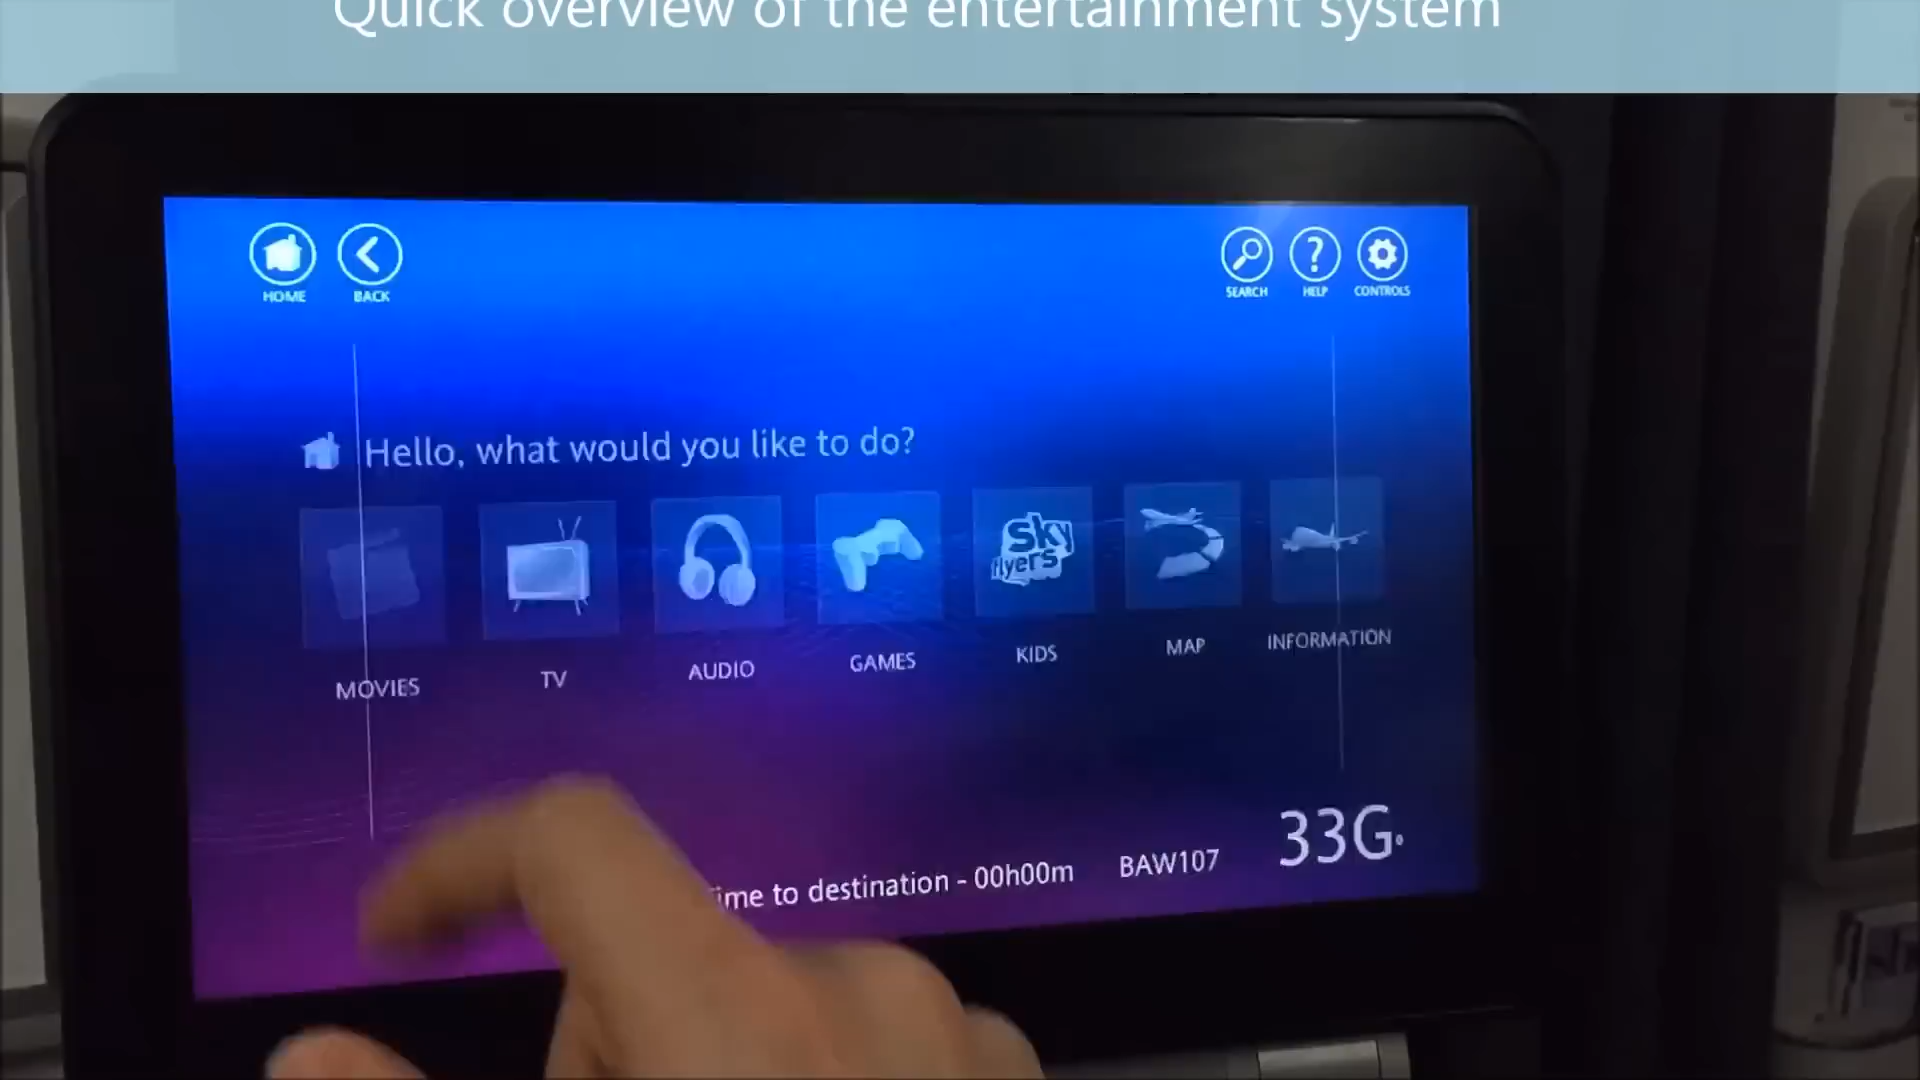 Quick overview of the entertainment system
HOME
BACK
SEARCH
HELP
CONTROLS
Hello, what would you like to do?
sky
flyers
MOVIES
TV
AUDIO
GAMES
KIDS
MAP
INFORMATION
to destination - 00h00m
BAW107
33G